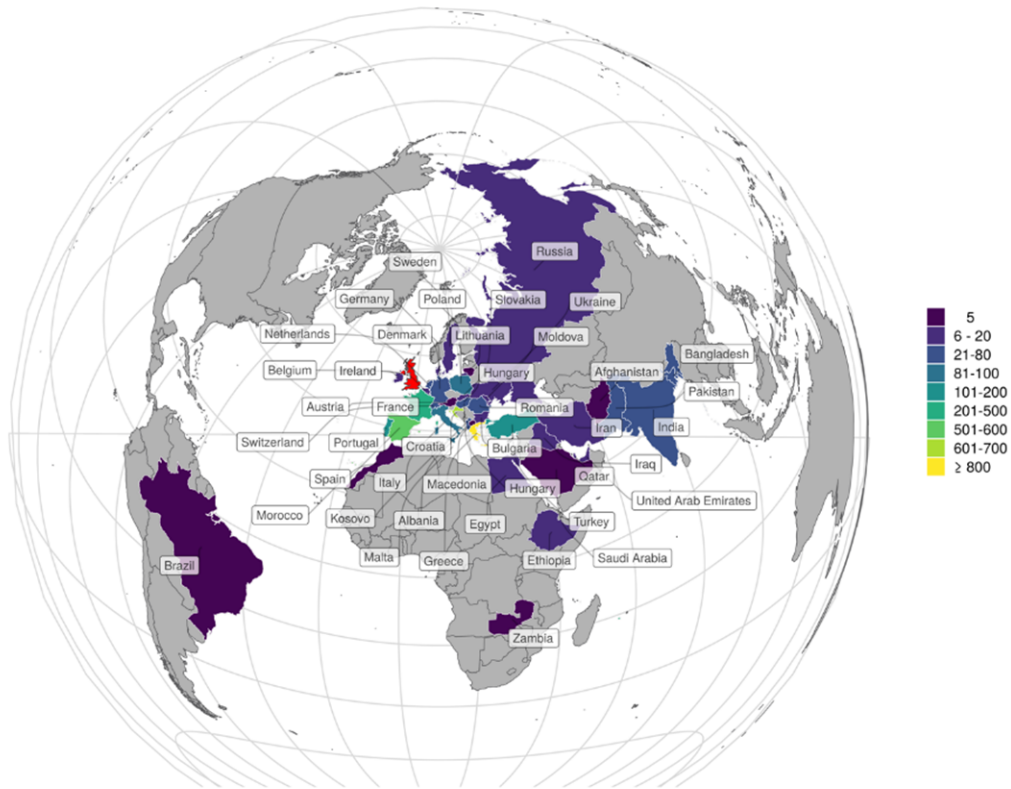 Sweden
Russia
Germany
Poland
Slovakia
Ukraine
Netherlands
Denmark
Lithuania
Moldova
Bangladesh
Belgium
Ireland
Hungary
Afghanistan
Pakistan
Austria
France
Romania
Iran
India
Switzerland
Portugal
Croatia
Bulgaria
Iraq
Spain
Italy
Macedonia
Hungary
Qatar
United Arab Emirates
Morocco
Kosovo
Albania
Egypt
Turkey
Malta
Greece
Ethiopia
Saudi Arabia
Brazil
Zambia
5
6 - 20
21-80
81-100
101-200
201-500
501-600
601-700
≥ 800